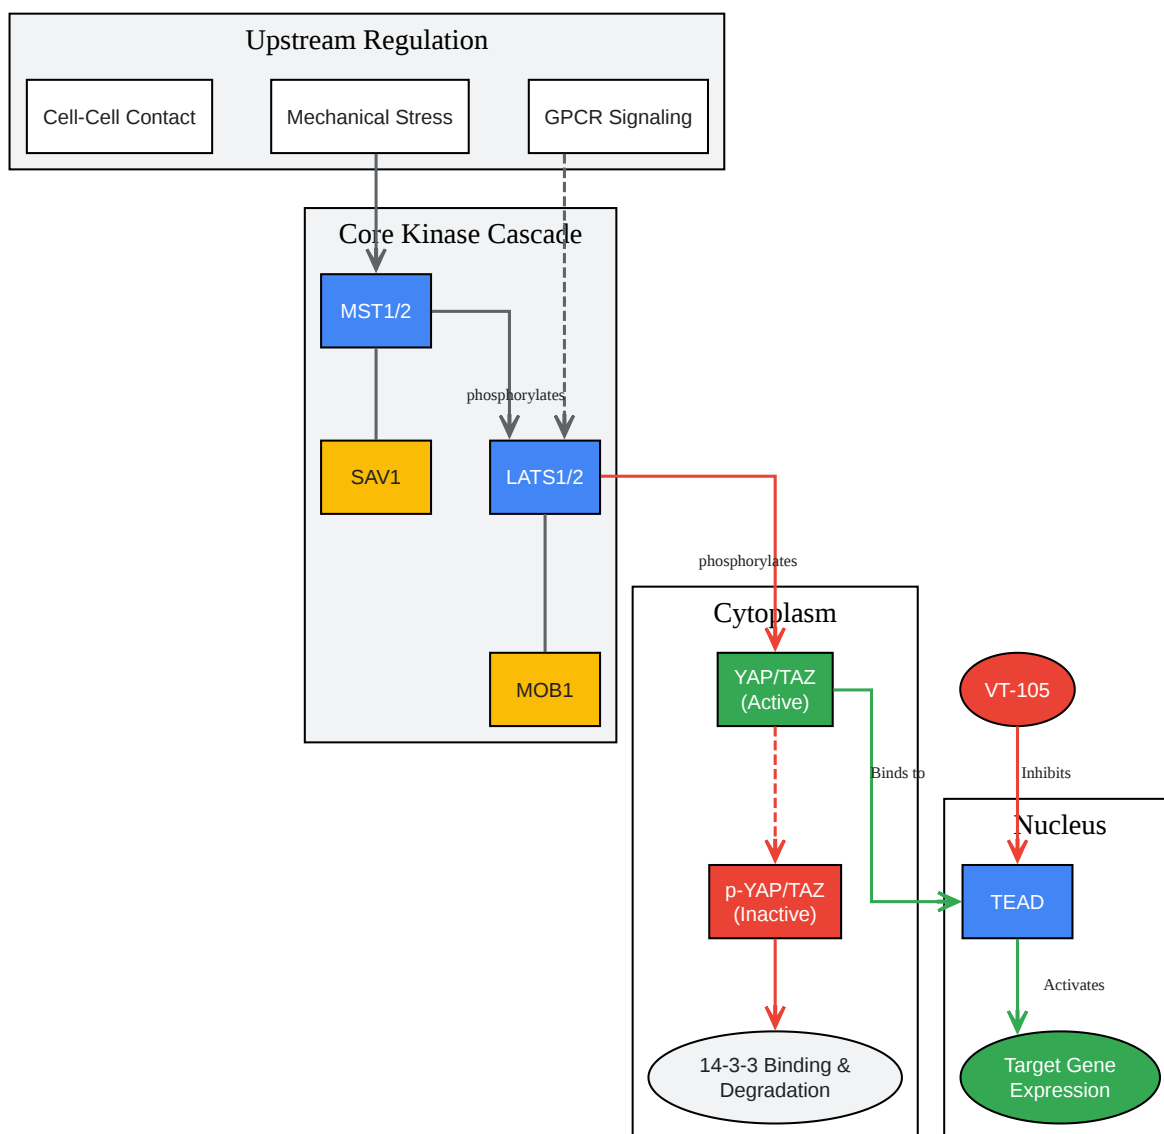 Upstream Regulation
Cell-Cell Contact
Mechanical Stress
GPCR Signaling
Core Kinase Cascade
MST1/2
phosphorylates
SAV1
LATS1/2
phosphorylates
MOB1
Cytoplasm
YAP/TAZ
(Active)
VT-105
Binds to
Inhibits
Nucleus
p-YAP/TAZ
(Inactive)
TEAD
Activates
14-3-3 Binding &
Degradation
Target Gene
Expression